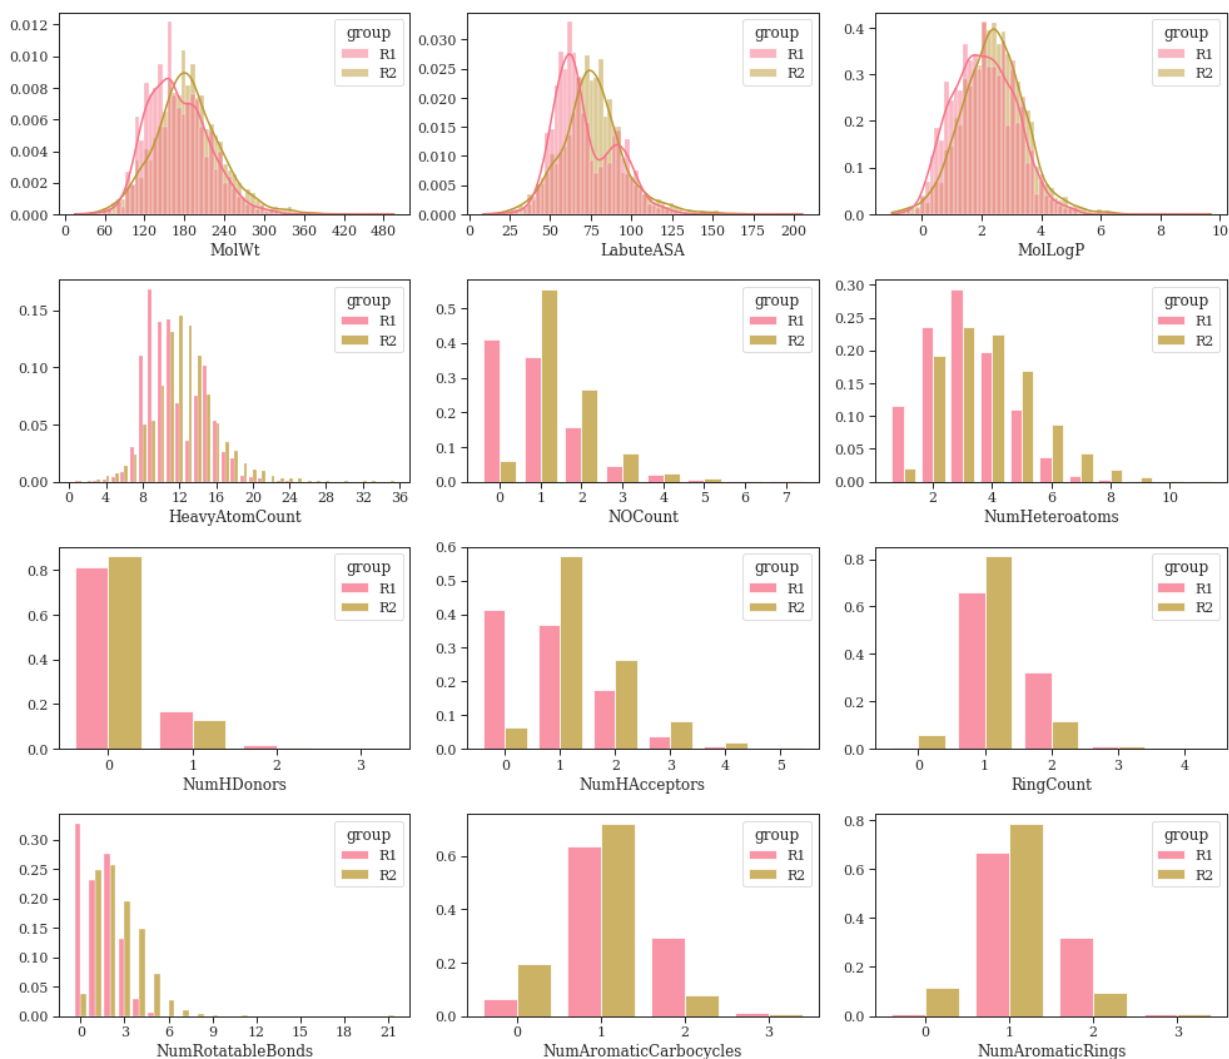 0.012
0.010
0.008
0.006
0.004
0.002
0.000
0 60 120 180 240 300 360 420 480
MolWt
group
R1
R2
0.030
0.025
0.020
0.015
0.010
0.005
0.000
0 25 50 75 100 125 150 175 200
LabuteASA
group
R1
R2
0.4
0.3
0.2
0.1
0.0
0 2 4 6 8 10
MolLogP
group
R1
R2
0.15
0.10
0.05
0.00
0 4 8 12 16 20 24 28 32 36
HeavyAtomCount
group
R1
R2
0.5
0.4
0.3
0.2
0.1
0.0
0 1 2 3 4 5 6 7
NOCount
group
R1
R2
0.30
0.25
0.20
0.15
0.10
0.05
0.00
2 4 6 8 10
NumHeteroatoms
group
R1
R2
0.8
0.6
0.4
0.2
0.0
0 1 2 3
NumHDonors
group
R1
R2
0.6
0.5
0.4
0.3
0.2
0.1
0.0
0 1 2 3 4 5
NumHAcceptors
group
R1
R2
0.8
0.6
0.4
0.2
0.0
0 1 2 3 4
RingCount
group
R1
R2
0.30
0.25
0.20
0.15
0.10
0.05
0.00
0 3 6 9 12 15 18 21
NumRotatableBonds
group
R1
R2
0.6
0.4
0.2
0.0
0 1 2 3
NumAromaticCarbocycles
group
R1
R2
0.8
0.6
0.4
0.2
0.0
0 1 2 3
NumAromaticRings
group
R1
R2